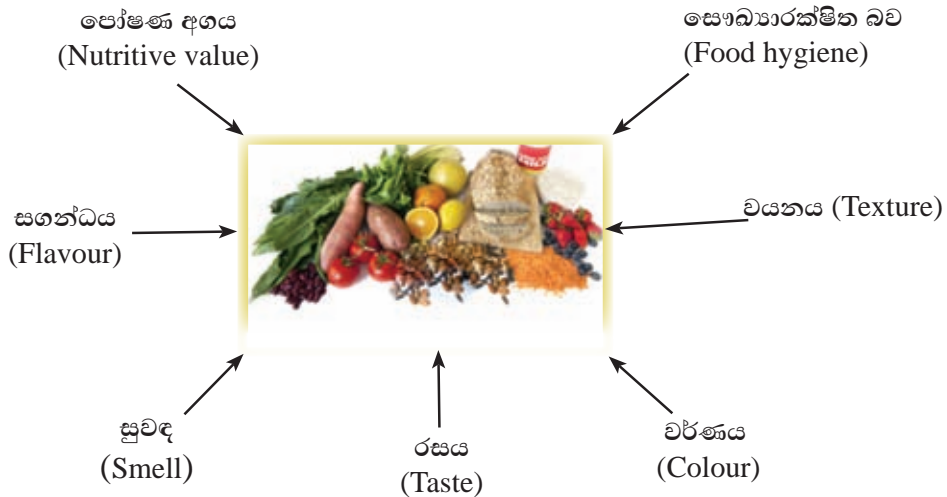 පෝෂණ අගය
(Nutritive value)
සෞඛ්‍යාරක්ෂිත බව
(Food hygiene)
සගන්ධය
(Flavour)
වයනය (Texture)
සුවඳ
(Smell)
රසය
(Taste)
වර්ණය
(Colour)